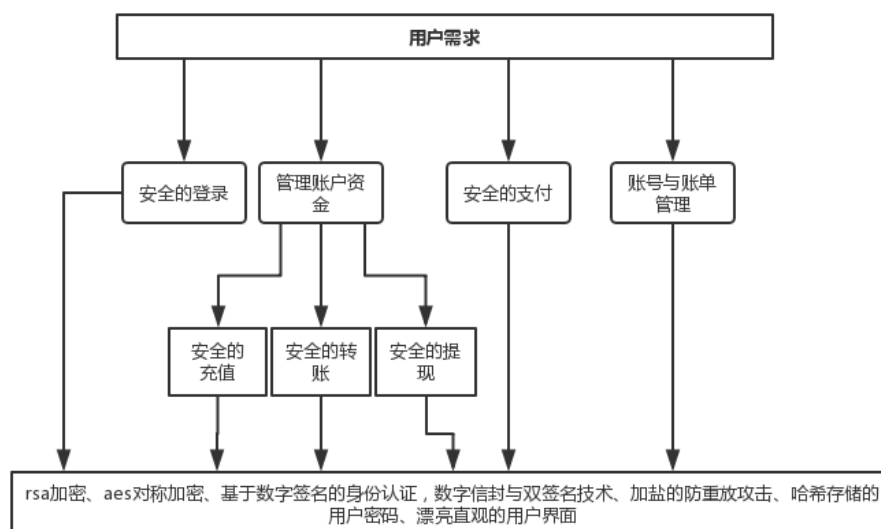 用户需求
安全的登录
管理账户资
金
安全的支付
账号与账单
管理
安全的
充值
安全的转
账
安全的提
现
rsa加密、aes对称加密、基于数字签名的身份认证，数字信封与双签名技术、加盐的防重放攻击、哈希存储的
用户密码、漂亮直观的用户界面